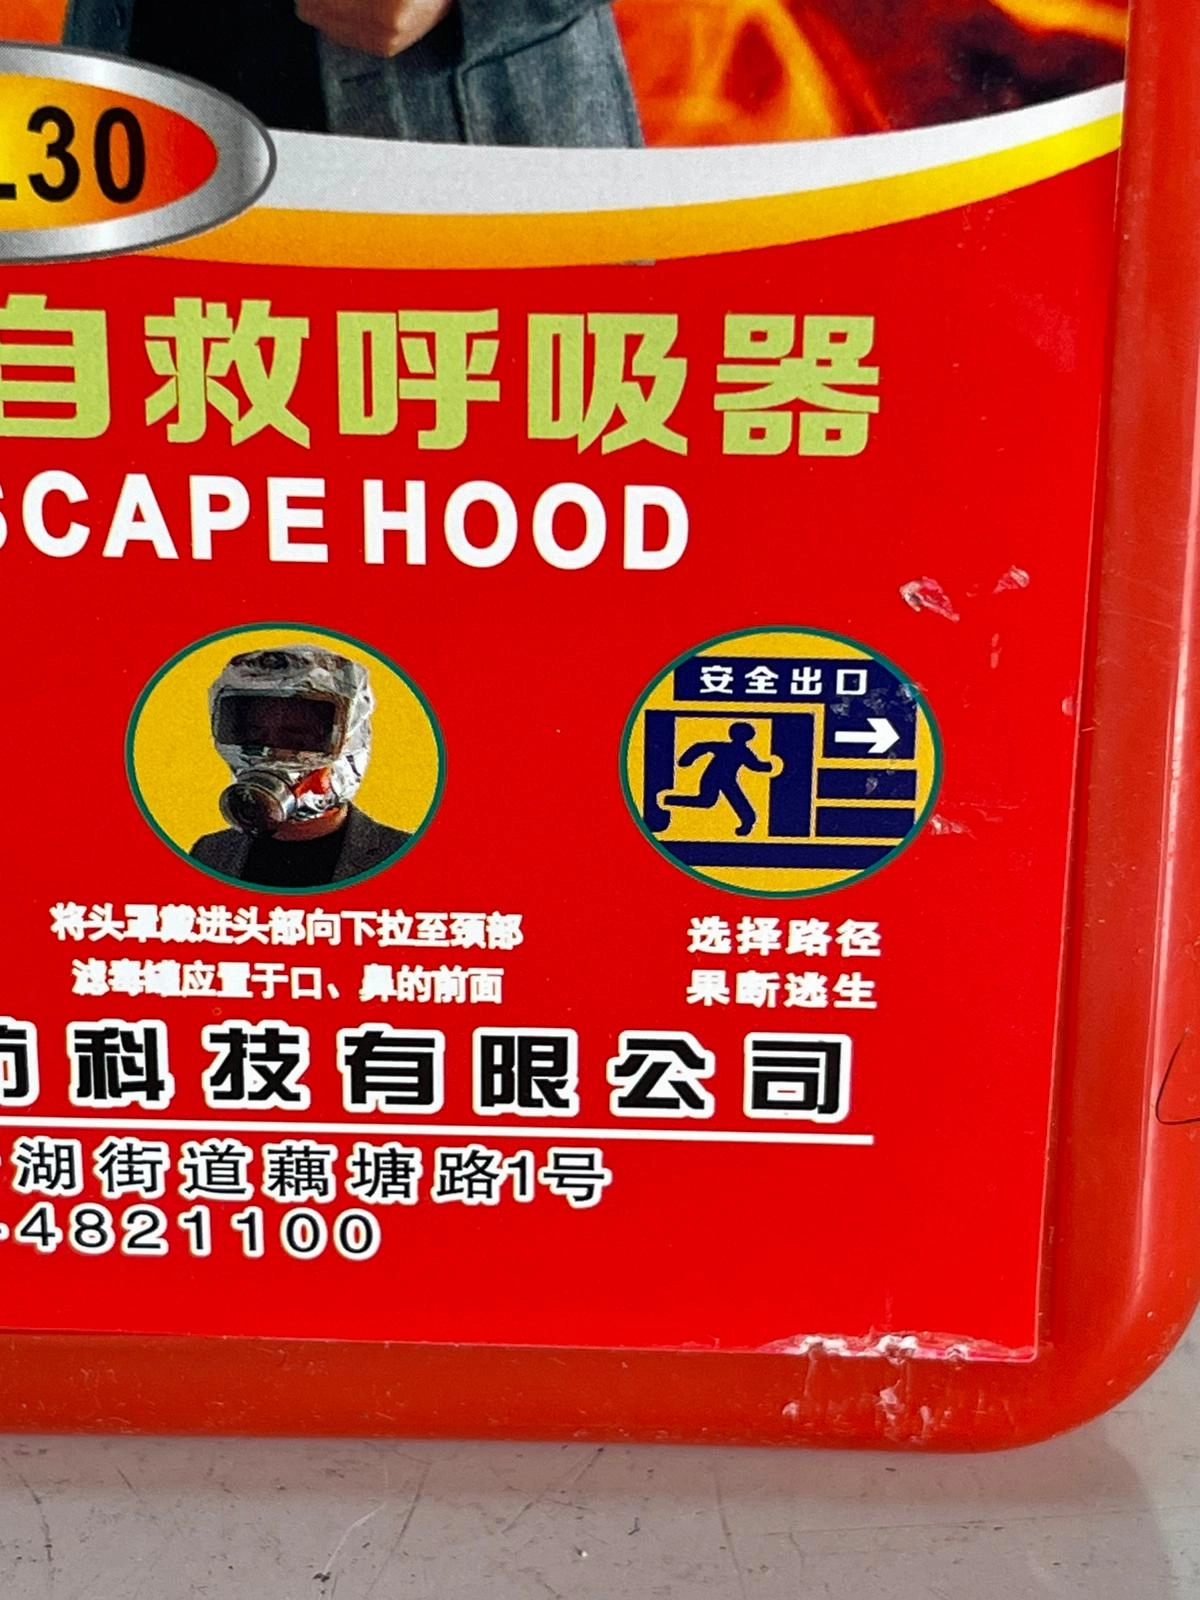 30
自救呼吸器
SCAPE HOOD
安全出口
将头罩戴进头部向下拉至颈部
滤毒罐应置于口、鼻的前面
选择路径
果断逃生
科技有限公司
湖街道藕塘路1号
-4821100